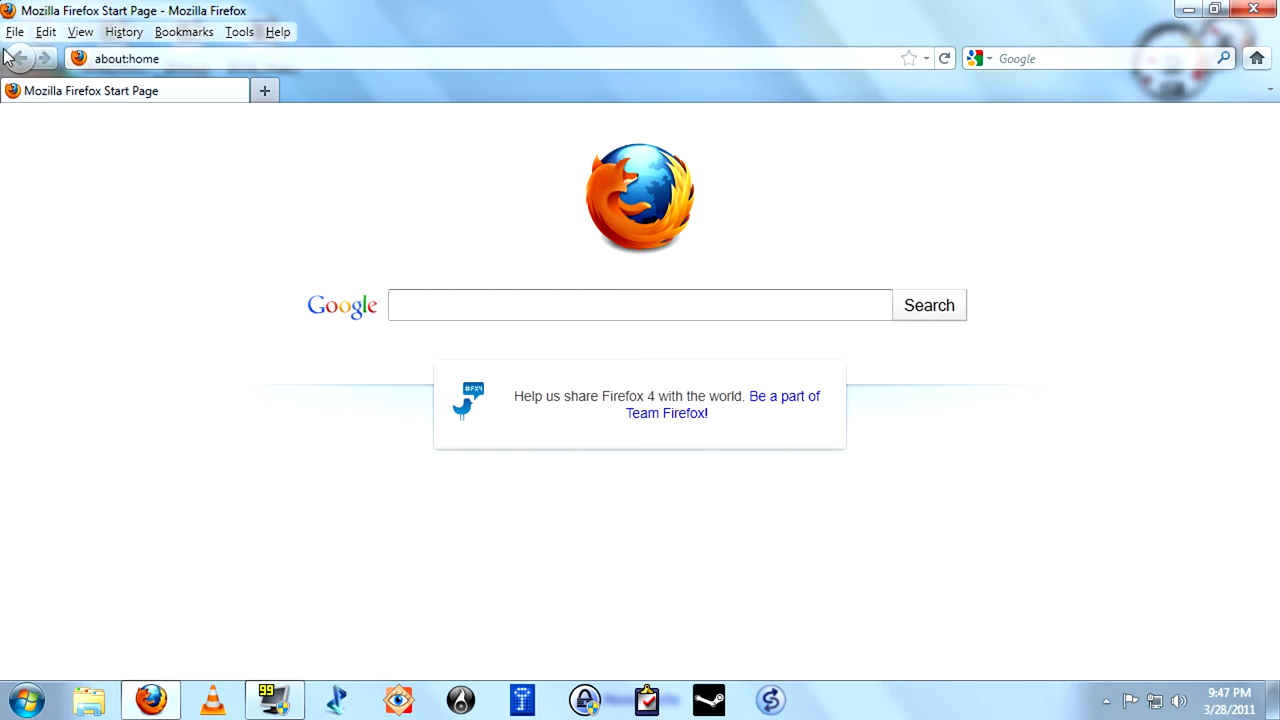 Mozilla Firefox Start Page - Mozilla Firefox
File Edit View History Bookmarks Tools Help
about:home
Google
Mozilla Firefox Start Page
+
Google
Search
#FX4
Help us share Firefox 4 with the world. Be a part of
Team Firefox!
99
9:47 PM
3/28/2011